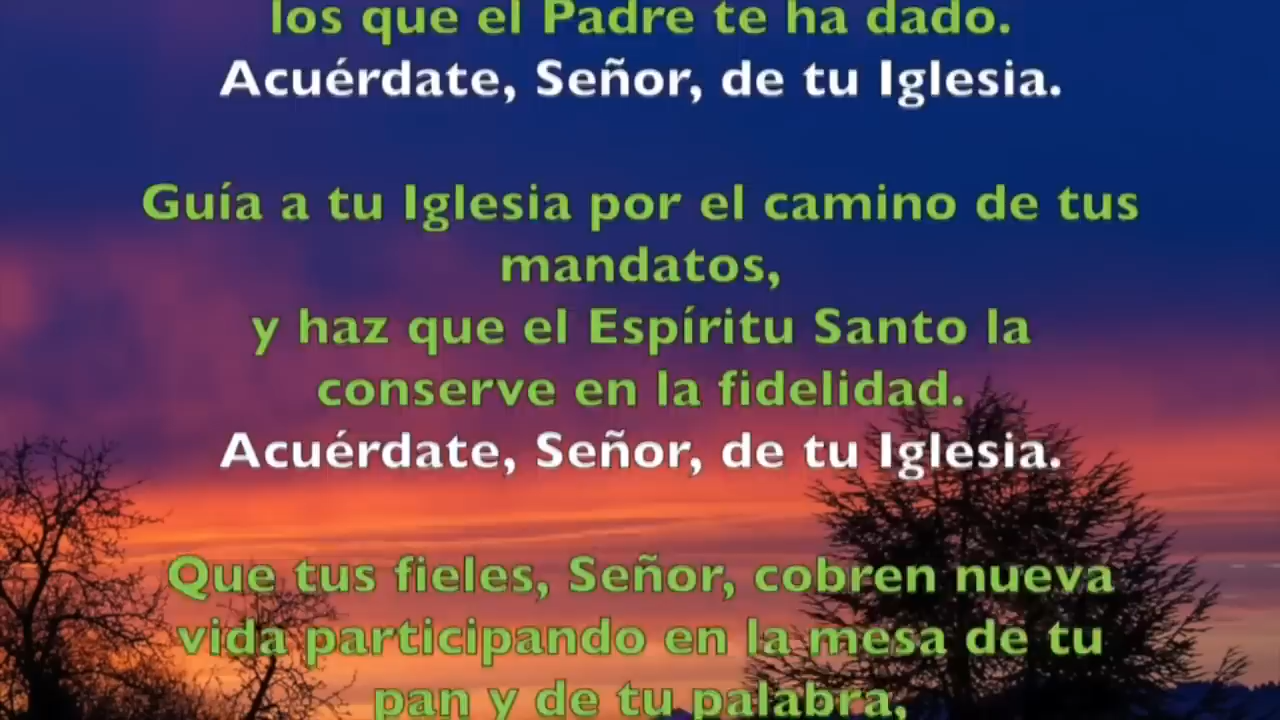 los que el Padre te ha dado.
Acuérdate, Señor, de tu Iglesia.
Guía a tu Iglesia por el camino de tus
mandatos,
y haz que el Espíritu Santo la
conserve en la fidelidad.
Acuérdate, Señor, de tu Iglesia.
Que tus fieles, Señor, cobren nueva
vida participando en la mesa de tu
pan y de tu palabra,